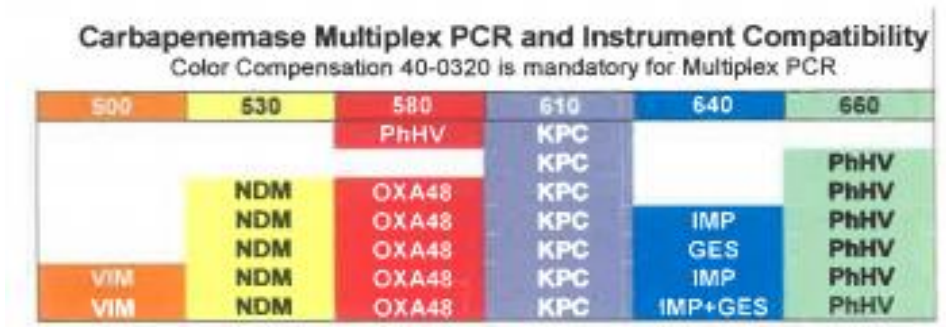 Carbapenemase Multiplex PCR and Instrument Compatibility
Color Compensation 40-0320 is mandatory for Multiplex PCR
500 530 580 610 640 660
PhHV KPC
KPC PhHV
NDM OXA48 KPC PhHV
NDM OXA48 KPC IMP PhHV
NDM OXA48 KPC GES PhHV
VIM NDM OXA48 KPC IMP PhHV
VIM NDM OXA48 KPC IMP+GES PhHV